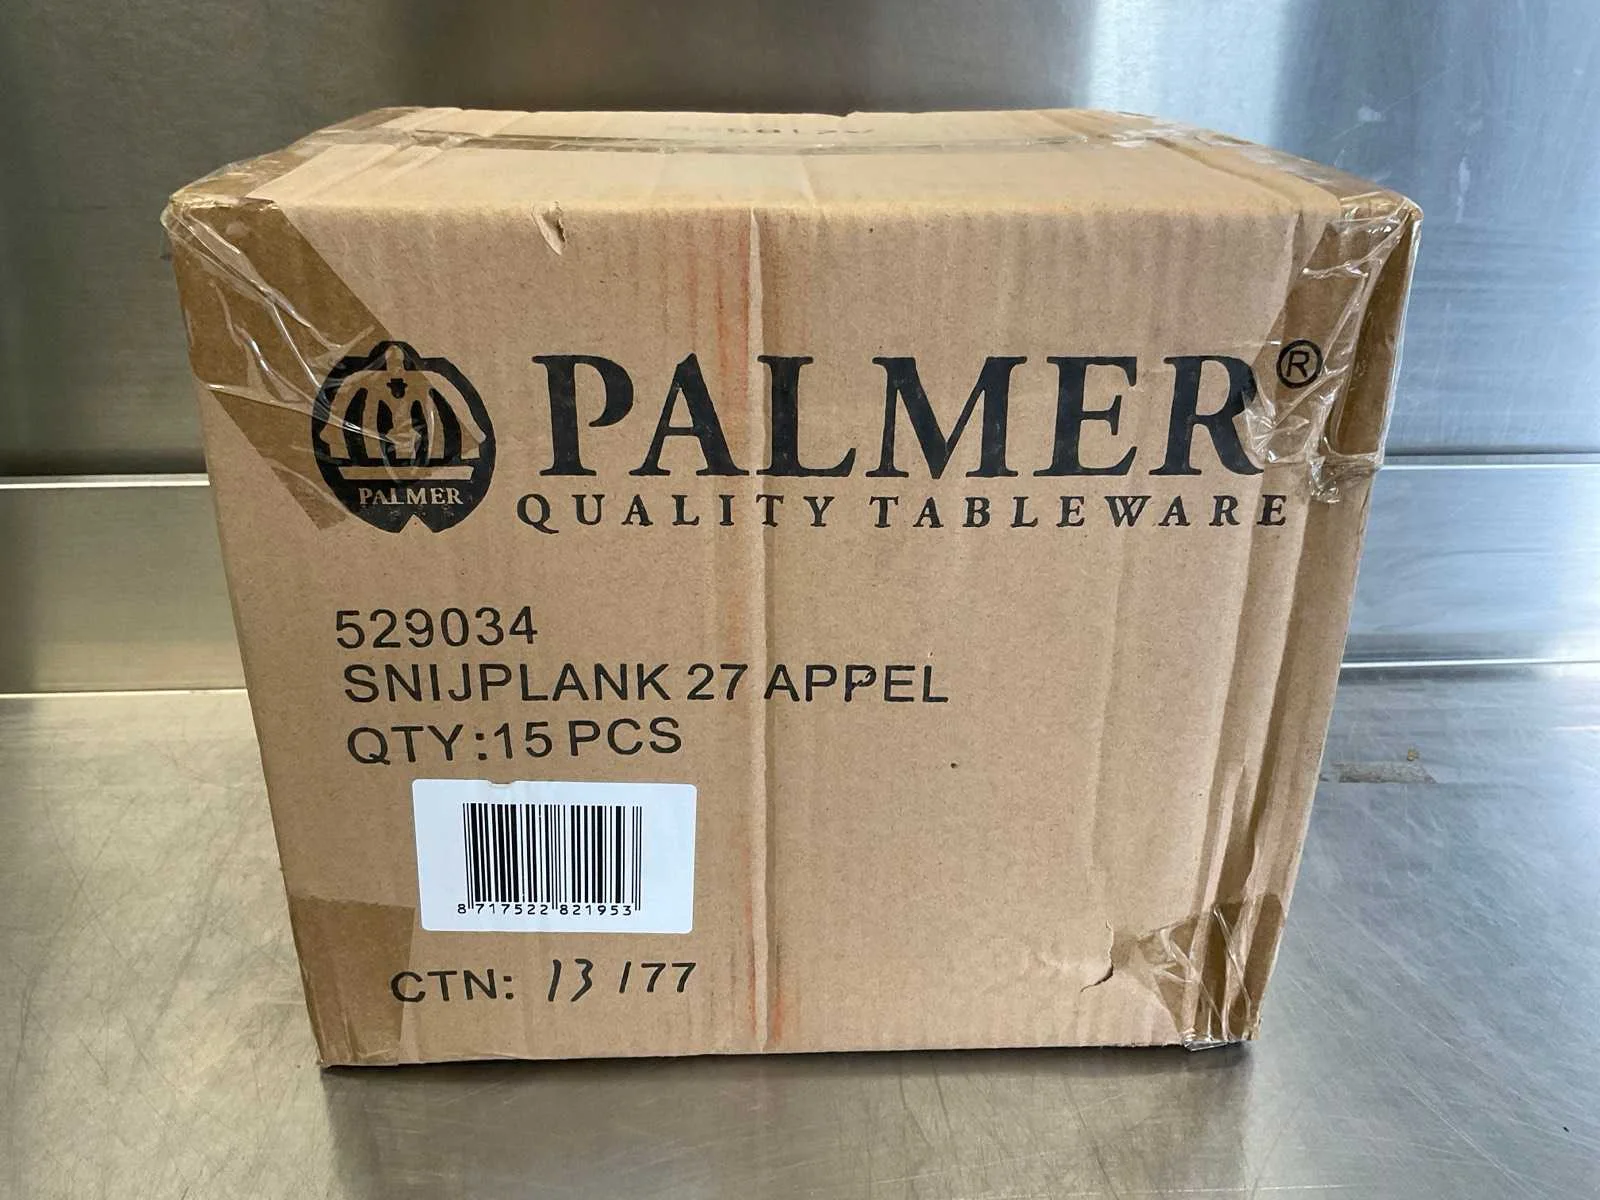 PALMER
PALMER®
QUALITY TABLEWARE
529034
SNIJPLANK 27 APPEL
QTY:15 PCS
8 717522 821953
CTN: 13 / 77